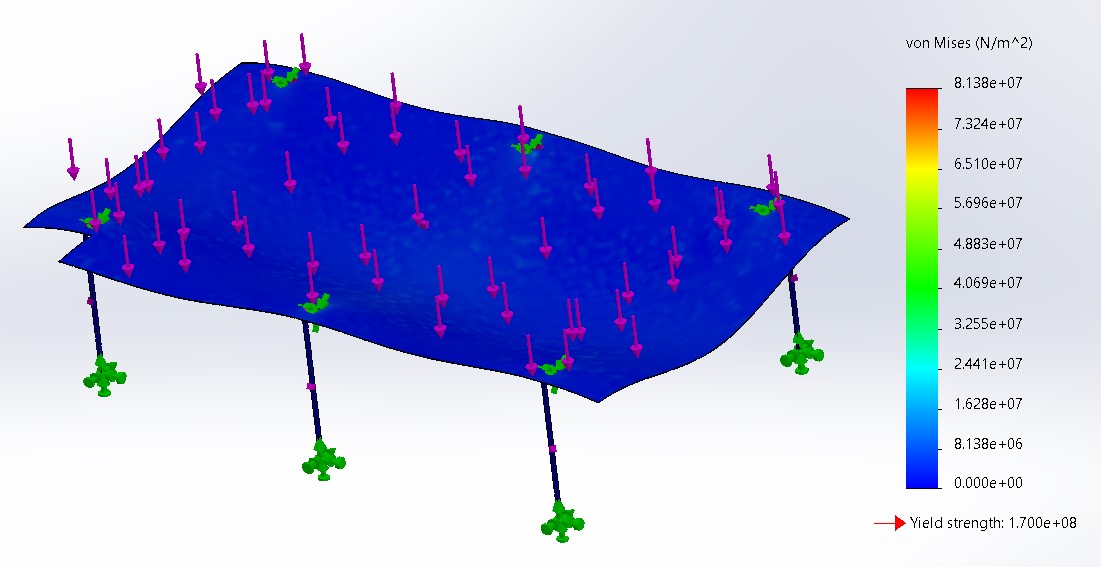 von Mises (N/m^2)
8.138e+07
7.324e+07
6.510e+07
5.696e+07
4.883e+07
4.069e+07
3.255e+07
2.441e+07
1.628e+07
8.138e+06
0.000e+00
Yield strength: 1.700e+08